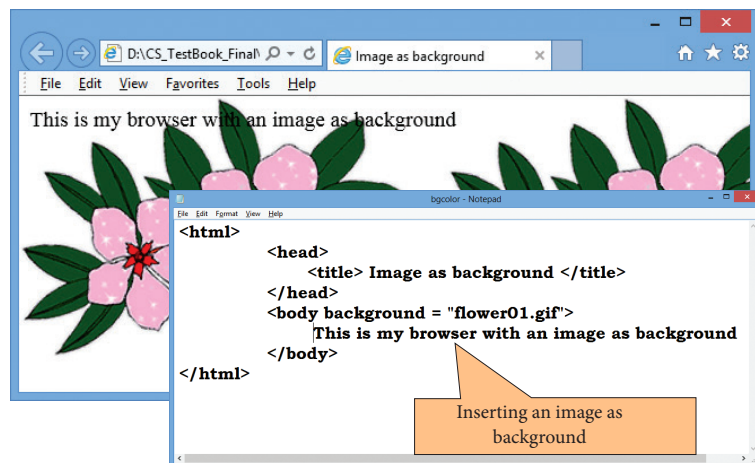 D:\CS_TestBook_Final\
Image as background
File Edit View Favorites Tools Help
This is my browser with an image as background
bgcolor - Notepad
File Edit Format View Help
<html>
<head>
<title> Image as background </title>
</head>
<body background = "flower01.gif">
This is my browser with an image as background
</body>
</html>
Inserting an image as
background